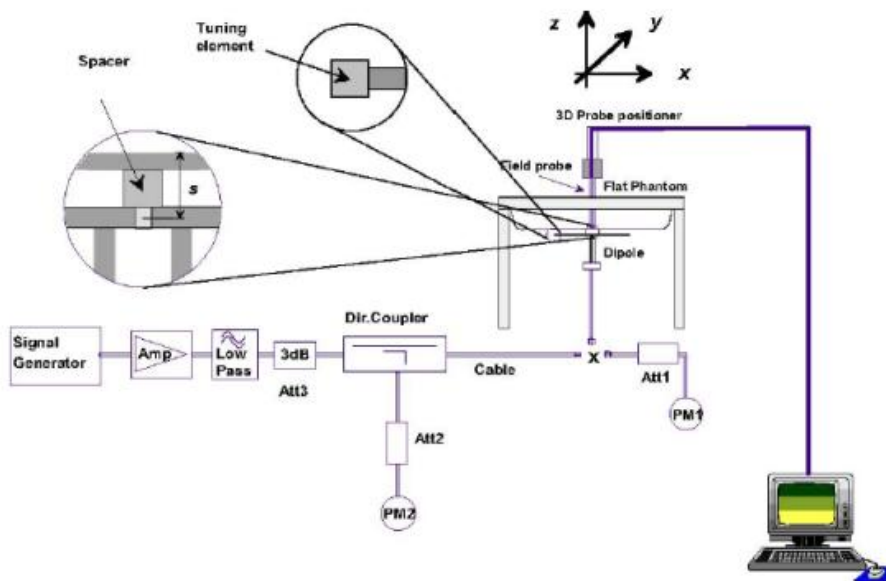 Tuning
element
Spacer
z
y
x
3D Probe positioner
s
Field probe
Flat Phantom
Dipole
Dir.Coupler
Signal
Generator
Amp
Low
Pass
3dB
Att3
Cable
x
Att1
PM1
Att2
PM2